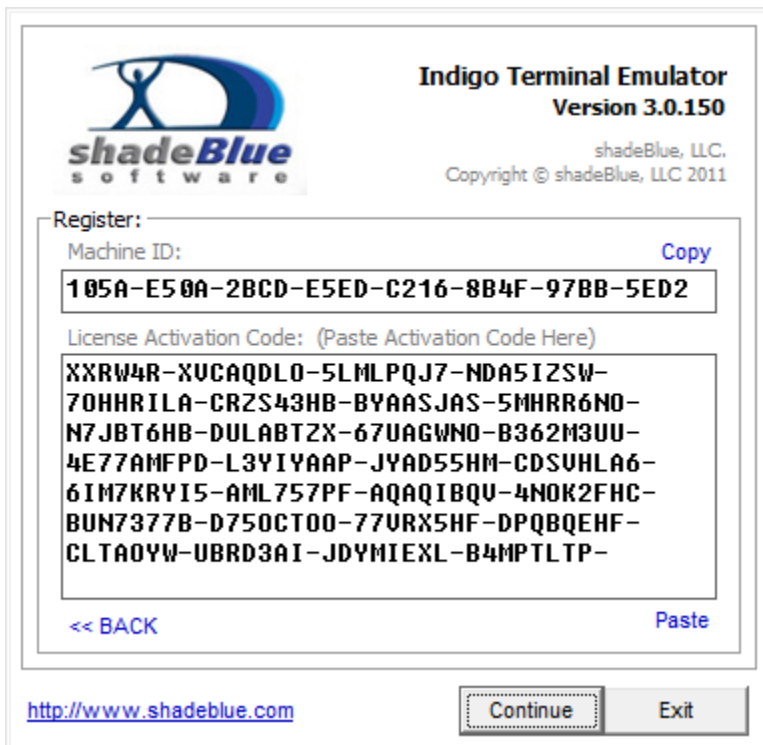 shadeBlue
software
Indigo Terminal Emulator
Version 3.0.150
shadeBlue, LLC.
Copyright © shadeBlue, LLC 2011
Register:
Machine ID:
Copy
105A-E50A-2BCD-E5ED-C216-8B4F-97BB-5ED2
License Activation Code: (Paste Activation Code Here)
XXRW4R-XVCAQDLO-5LMLPQJ7-NDA5IZSW-
7OHHRILA-CRZS43HB-BYAASJAS-5MHRR6NO-
N7JBT6HB-DULABTZX-67UAGWNO-B362M3UU-
4E77AMFPD-L3YIYAAP-JYAD55HM-CDSVHLA6-
6IM7KRYI5-AML757PF-AQAQIBQV-4NOK2FHC-
BUN7377B-D75OCTOO-77VRX5HF-DPQBQEHF-
CLTAOYW-UBRD3AI-JDYMIEXL-B4MPTLTP-
<< BACK
Paste
http://www.shadeblue.com
Continue
Exit